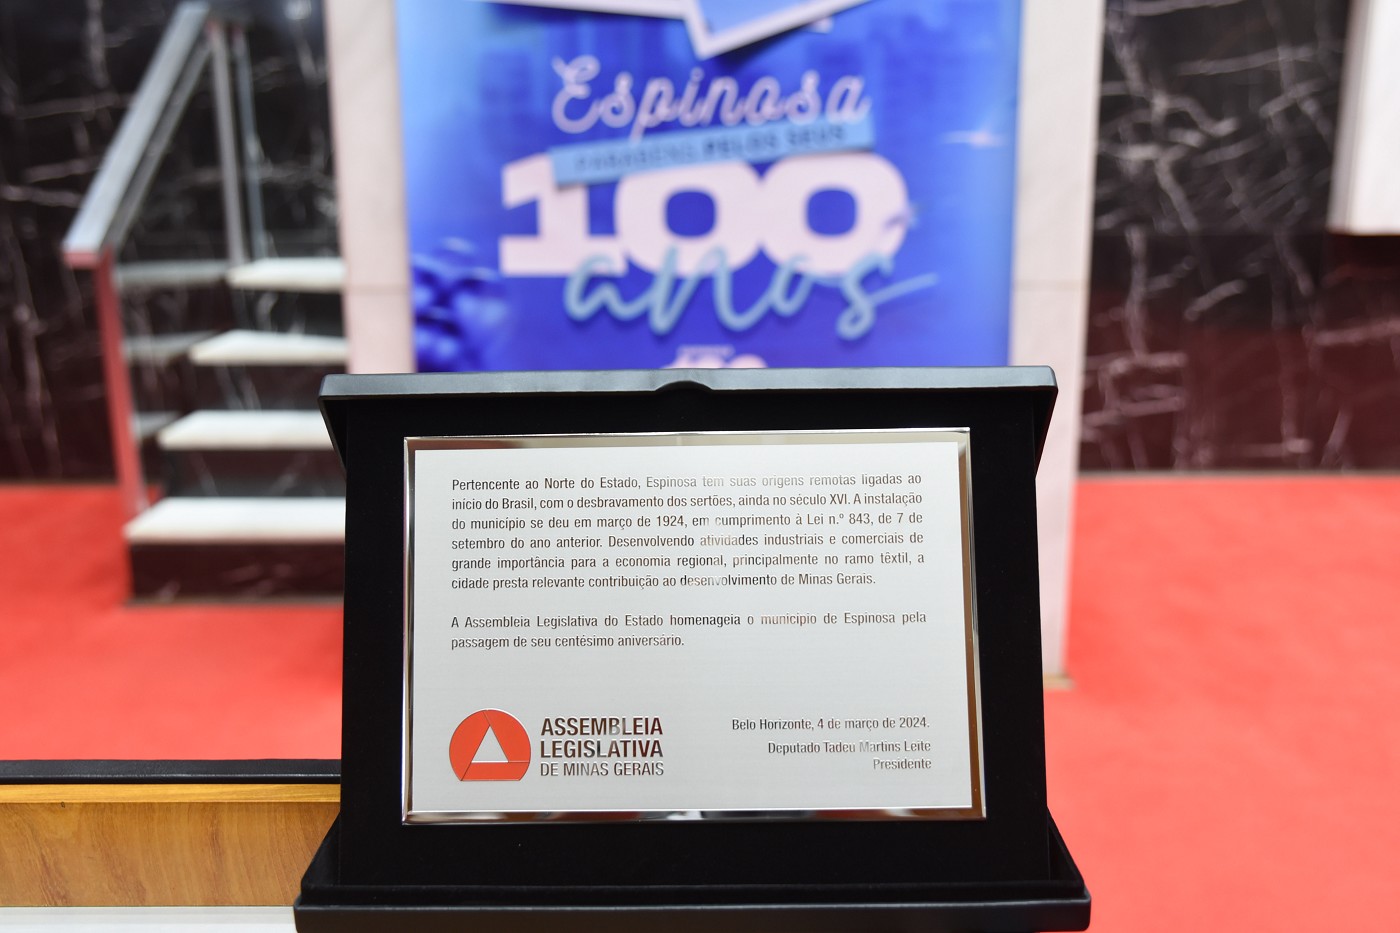 Espinosa
PARABÉNS PELOS SEUS
100
anos
Pertencente ao Norte do Estado, Espinosa tem suas origens remotas ligadas ao
início do Brasil, com o desbravamento dos sertões, ainda no século XVI. A instalação
do município se deu em março de 1924, em cumprimento à Lei n.º 843, de 7 de
setembro do ano anterior. Desenvolvendo atividades industriais e comerciais de
grande importância para a economia regional, principalmente no ramo têxtil, a
cidade presta relevante contribuição ao desenvolvimento de Minas Gerais.
A Assembleia Legislativa do Estado homenageia o município de Espinosa pela
passagem de seu centésimo aniversário.
ASSEMBLEIA
LEGISLATIVA
DE MINAS GERAIS
Belo Horizonte, 4 de março de 2024.
Deputado Tadeu Martins Leite
Presidente